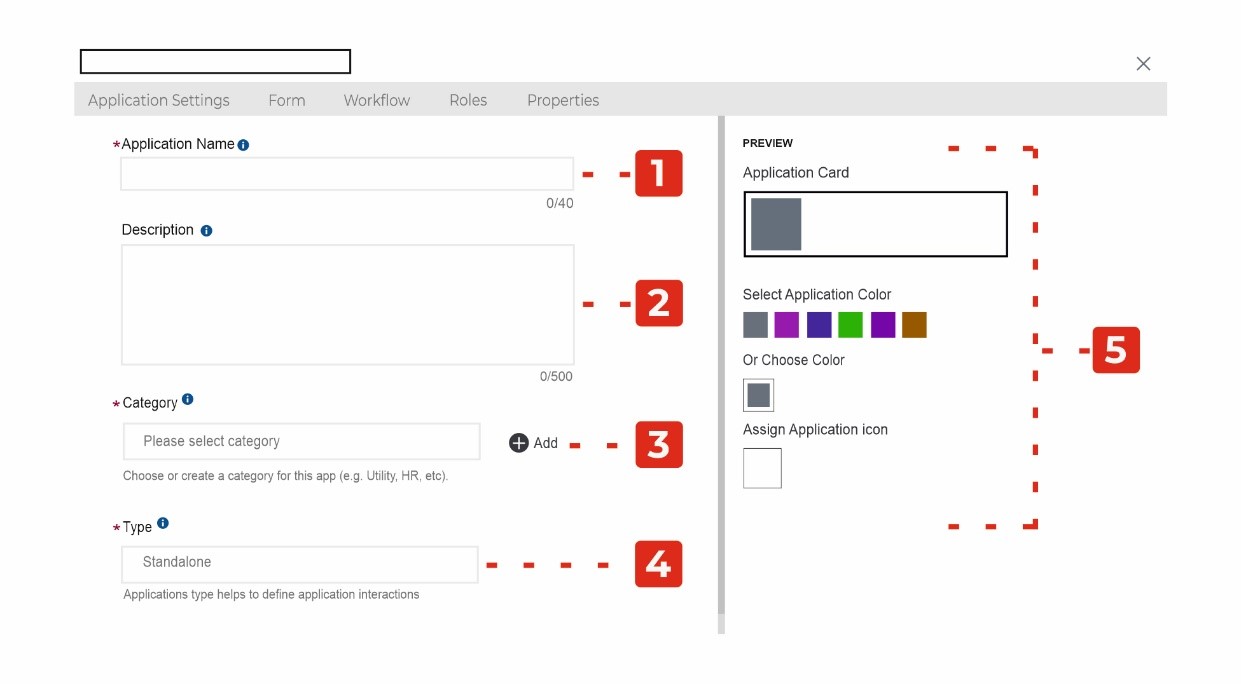 Application Settings Form Workflow Roles Properties
*Application Name
1
0/40
Description
2
0/500
*Category
Please select category
Add
3
Choose or create a category for this app (e.g. Utility, HR, etc).
*Type
Standalone
4
Applications type helps to define application interactions
PREVIEW
Application Card
Select Application Color
Or Choose Color
5
Assign Application icon